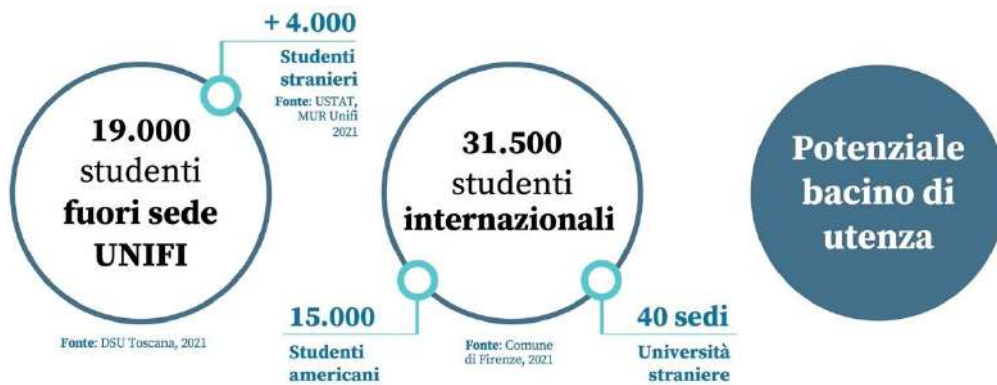 + 4.000
Studenti
stranieri
Fonte: USTAT,
MUR Unifi
2021
19.000
studenti
fuori sede
UNIFI
Fonte: DSU Toscana, 2021
31.500
studenti
internazionali
15.000
Studenti
americani
Fonte: Comune
di Firenze, 2021
40 sedi
Università
straniere
Potenziale
bacino di
utenza